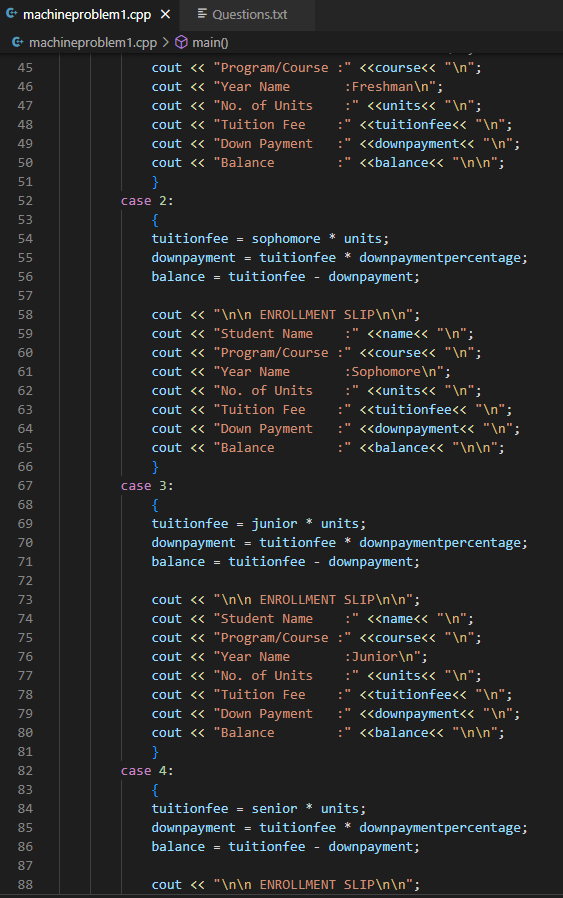 machineproblem1.cpp Questions.txt
machineproblem1.cpp > main()
45 cout << "Program/Course :" <<course<< "\n";
46 cout << "Year Name       :Freshman\n";
47 cout << "No. of Units    :" <<units<< "\n";
48 cout << "Tuition Fee    :" <<tuitionfee<< "\n";
49 cout << "Down Payment   :" <<downpayment<< "\n";
50 cout << "Balance        :" <<balance<< "\n\n";
51 }
52 case 2:
53 {
54 tuitionfee = sophomore * units;
55 downpayment = tuitionfee * downpaymentpercentage;
56 balance = tuitionfee - downpayment;
57
58 cout << "\n\n ENROLLMENT SLIP\n\n";
59 cout << "Student Name    :" <<name<< "\n";
60 cout << "Program/Course :" <<course<< "\n";
61 cout << "Year Name       :Sophomore\n";
62 cout << "No. of Units    :" <<units<< "\n";
63 cout << "Tuition Fee    :" <<tuitionfee<< "\n";
64 cout << "Down Payment   :" <<downpayment<< "\n";
65 cout << "Balance        :" <<balance<< "\n\n";
66 }
67 case 3:
68 {
69 tuitionfee = junior * units;
70 downpayment = tuitionfee * downpaymentpercentage;
71 balance = tuitionfee - downpayment;
72
73 cout << "\n\n ENROLLMENT SLIP\n\n";
74 cout << "Student Name    :" <<name<< "\n";
75 cout << "Program/Course :" <<course<< "\n";
76 cout << "Year Name       :Junior\n";
77 cout << "No. of Units    :" <<units<< "\n";
78 cout << "Tuition Fee    :" <<tuitionfee<< "\n";
79 cout << "Down Payment   :" <<downpayment<< "\n";
80 cout << "Balance        :" <<balance<< "\n\n";
81 }
82 case 4:
83 {
84 tuitionfee = senior * units;
85 downpayment = tuitionfee * downpaymentpercentage;
86 balance = tuitionfee - downpayment;
87
88 cout << "\n\n ENROLLMENT SLIP\n\n";